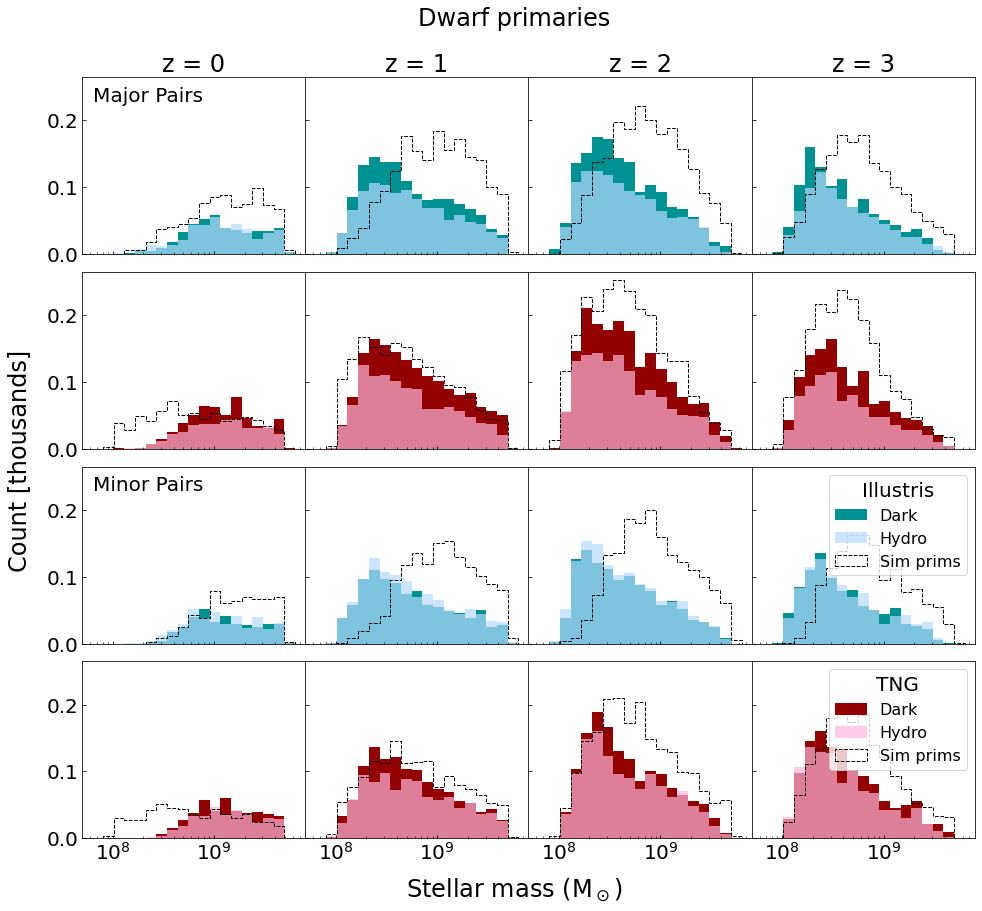 Dwarf primaries
z = 0 z = 1 z = 2 z = 3
Major Pairs
0.2
0.1
0.0
0.2
0.1
0.0
Count [thousands]
Minor Pairs
0.2
0.1
0.0
Illustris
Dark
Hydro
Sim prims
0.2
0.1
0.0
TNG
Dark
Hydro
Sim prims
10⁸ 10⁹ 10⁸ 10⁹ 10⁸ 10⁹ 10⁸ 10⁹
Stellar mass (M_⊙)